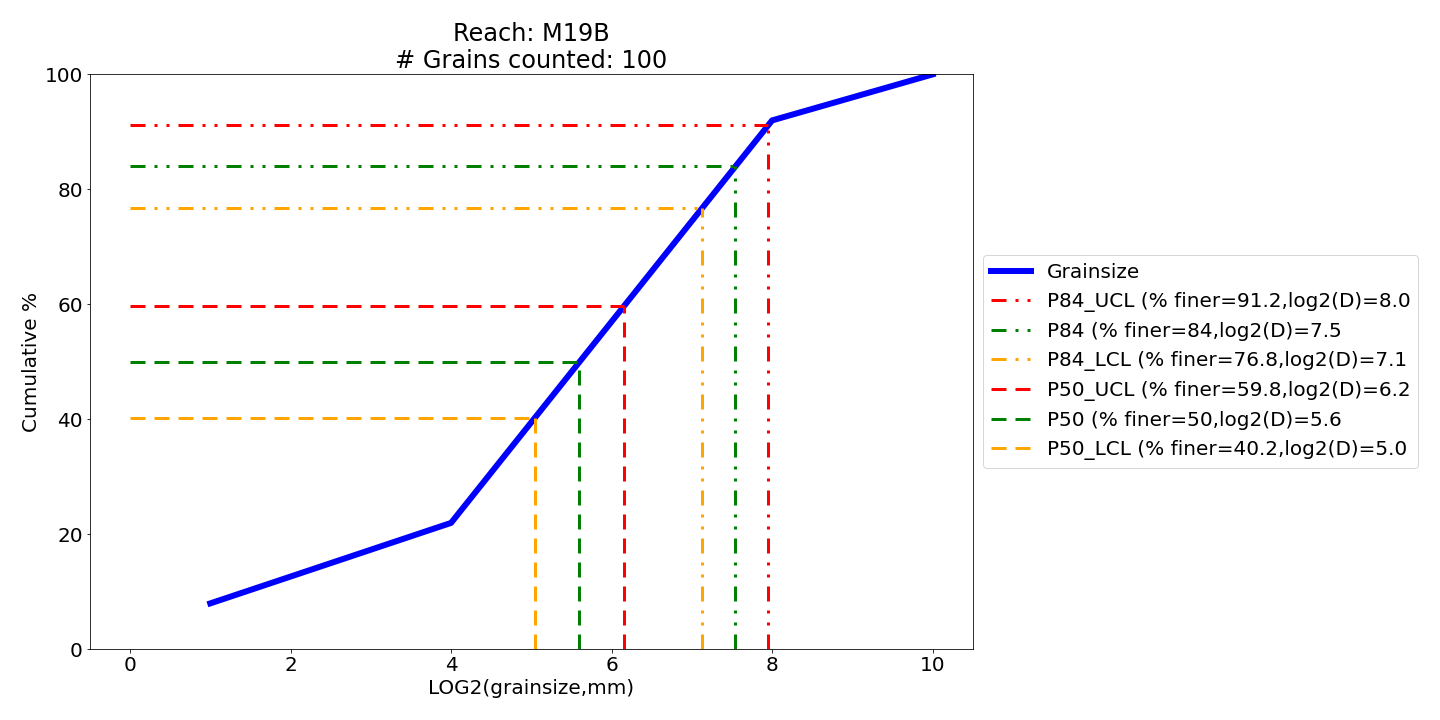 Reach: M19B
# Grains counted: 100
100
80
60
40
20
0
Cumulative %
0 2 4 6 8 10
LOG2(grainsize,mm)
Grainsize
P84_UCL (% finer=91.2,log2(D)=8.0
P84 (% finer=84,log2(D)=7.5
P84_LCL (% finer=76.8,log2(D)=7.1
P50_UCL (% finer=59.8,log2(D)=6.2
P50 (% finer=50,log2(D)=5.6
P50_LCL (% finer=40.2,log2(D)=5.0